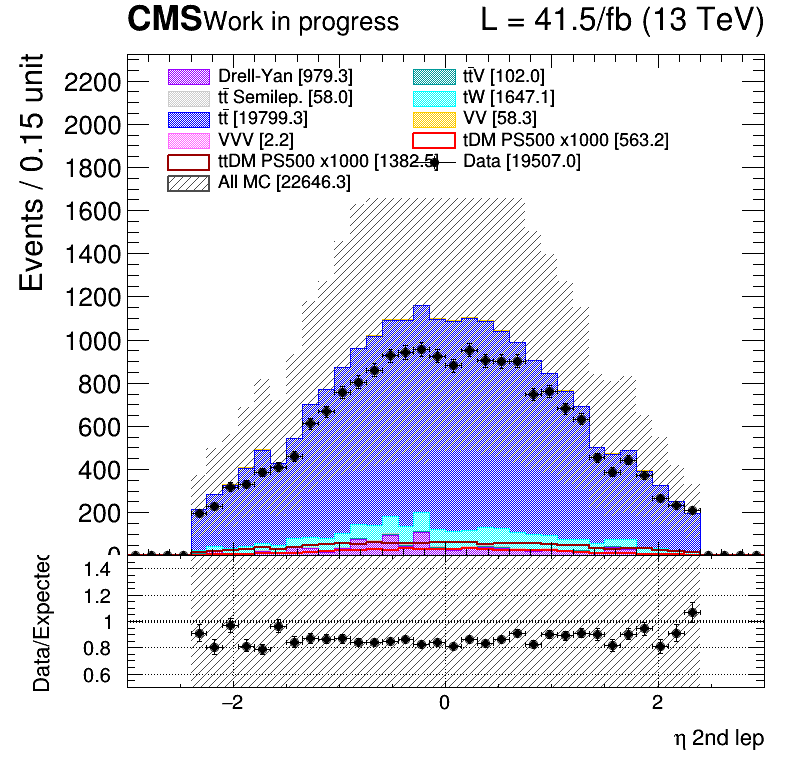 CMS Work in progress L = 41.5/fb (13 TeV)
Events / 0.15 unit
2200
2000
1800
1600
1400
1200
1000
800
600
400
200
0
Drell-Yan [979.3] tt̄V [102.0]
tt̄ Semilep. [58.0] tW [1647.1]
tt̄ [19799.3] VV [58.3]
VVV [2.2] tDM PS500 x1000 [563.2]
ttDM PS500 x1000 [1382.5] Data [19507.0]
All MC [22646.3]
Data/Expected
1.4
1.2
1
0.8
0.6
−2 0 2
η 2nd lep